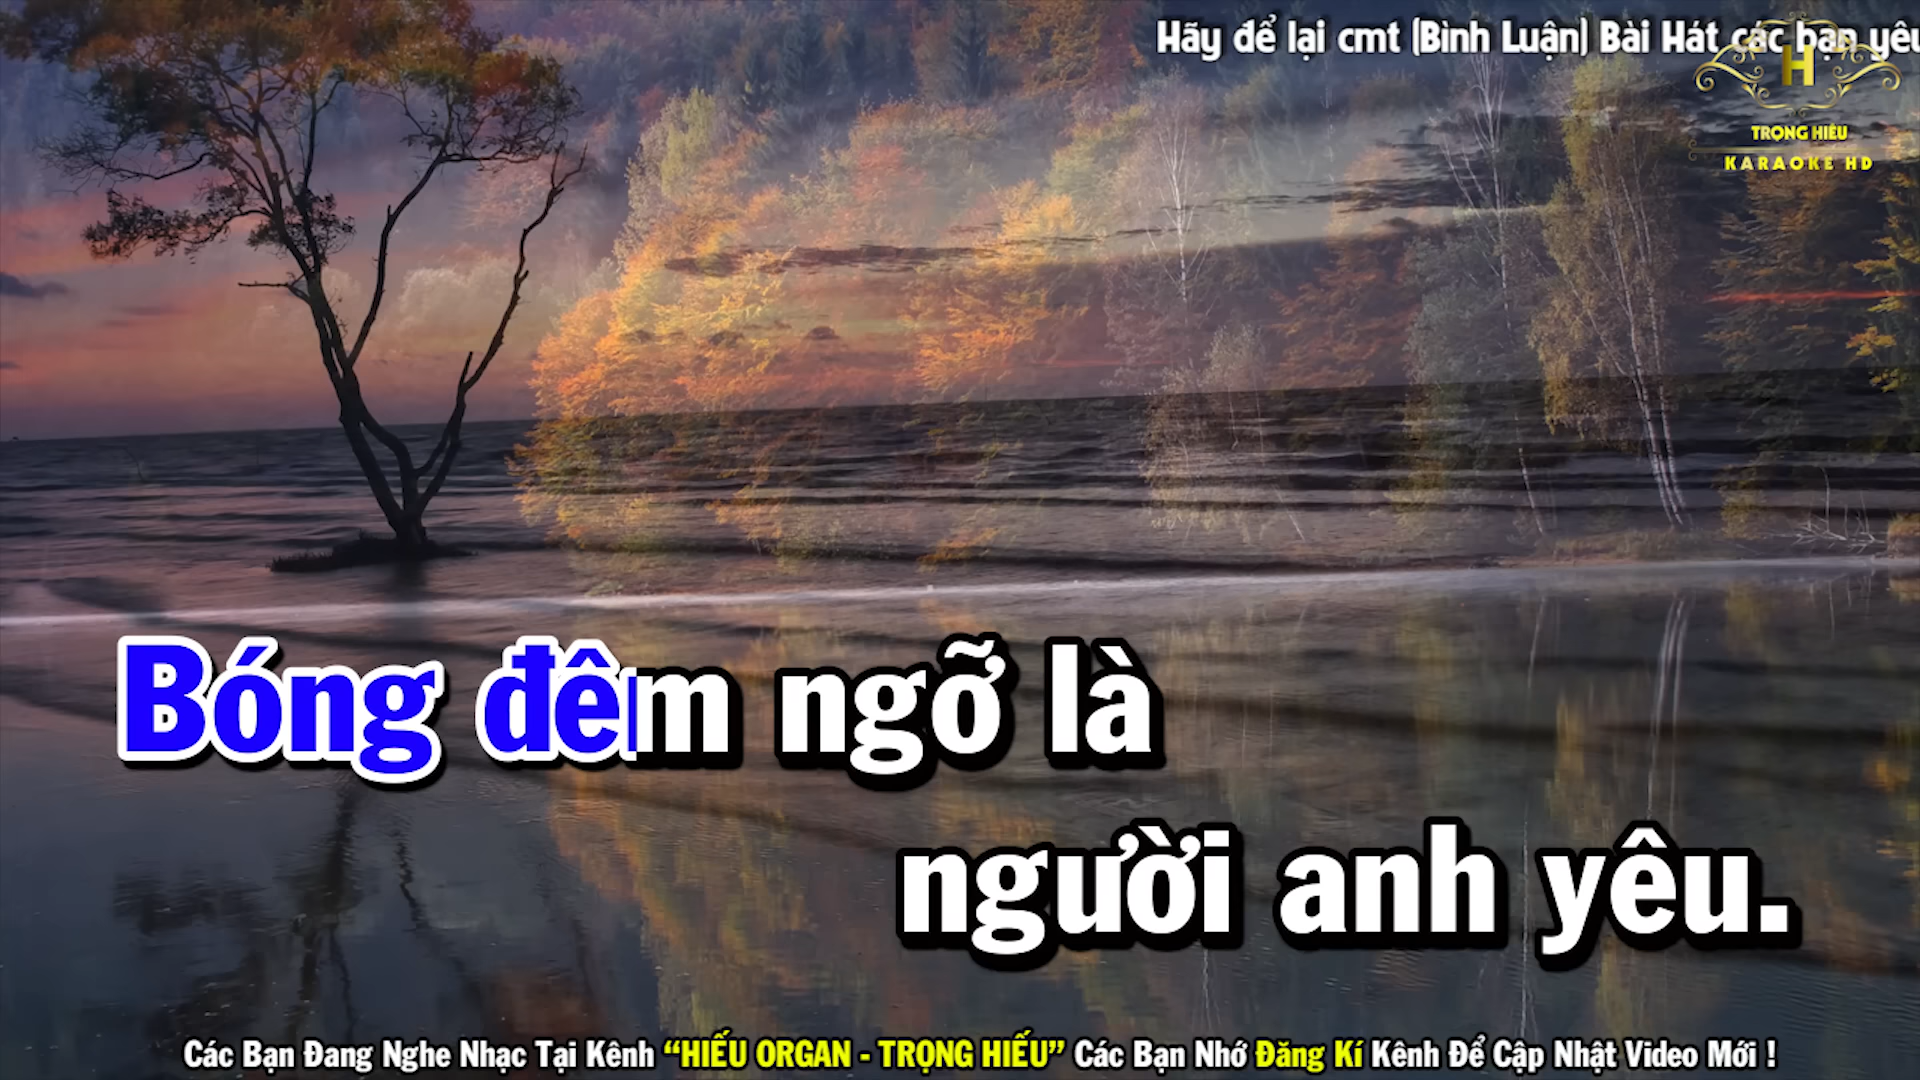 Hãy để lại cmt (Bình Luận) Bài Hát các bạn yêu
H
TRỌNG HIẾU
KARAOKE HD
Bóng đêm ngỡ là
người anh yêu.
Các Bạn Đang Nghe Nhạc Tại Kênh “HIẾU ORGAN - TRỌNG HIẾU” Các Bạn Nhớ Đăng Kí Kênh Để Cập Nhật Video Mới !